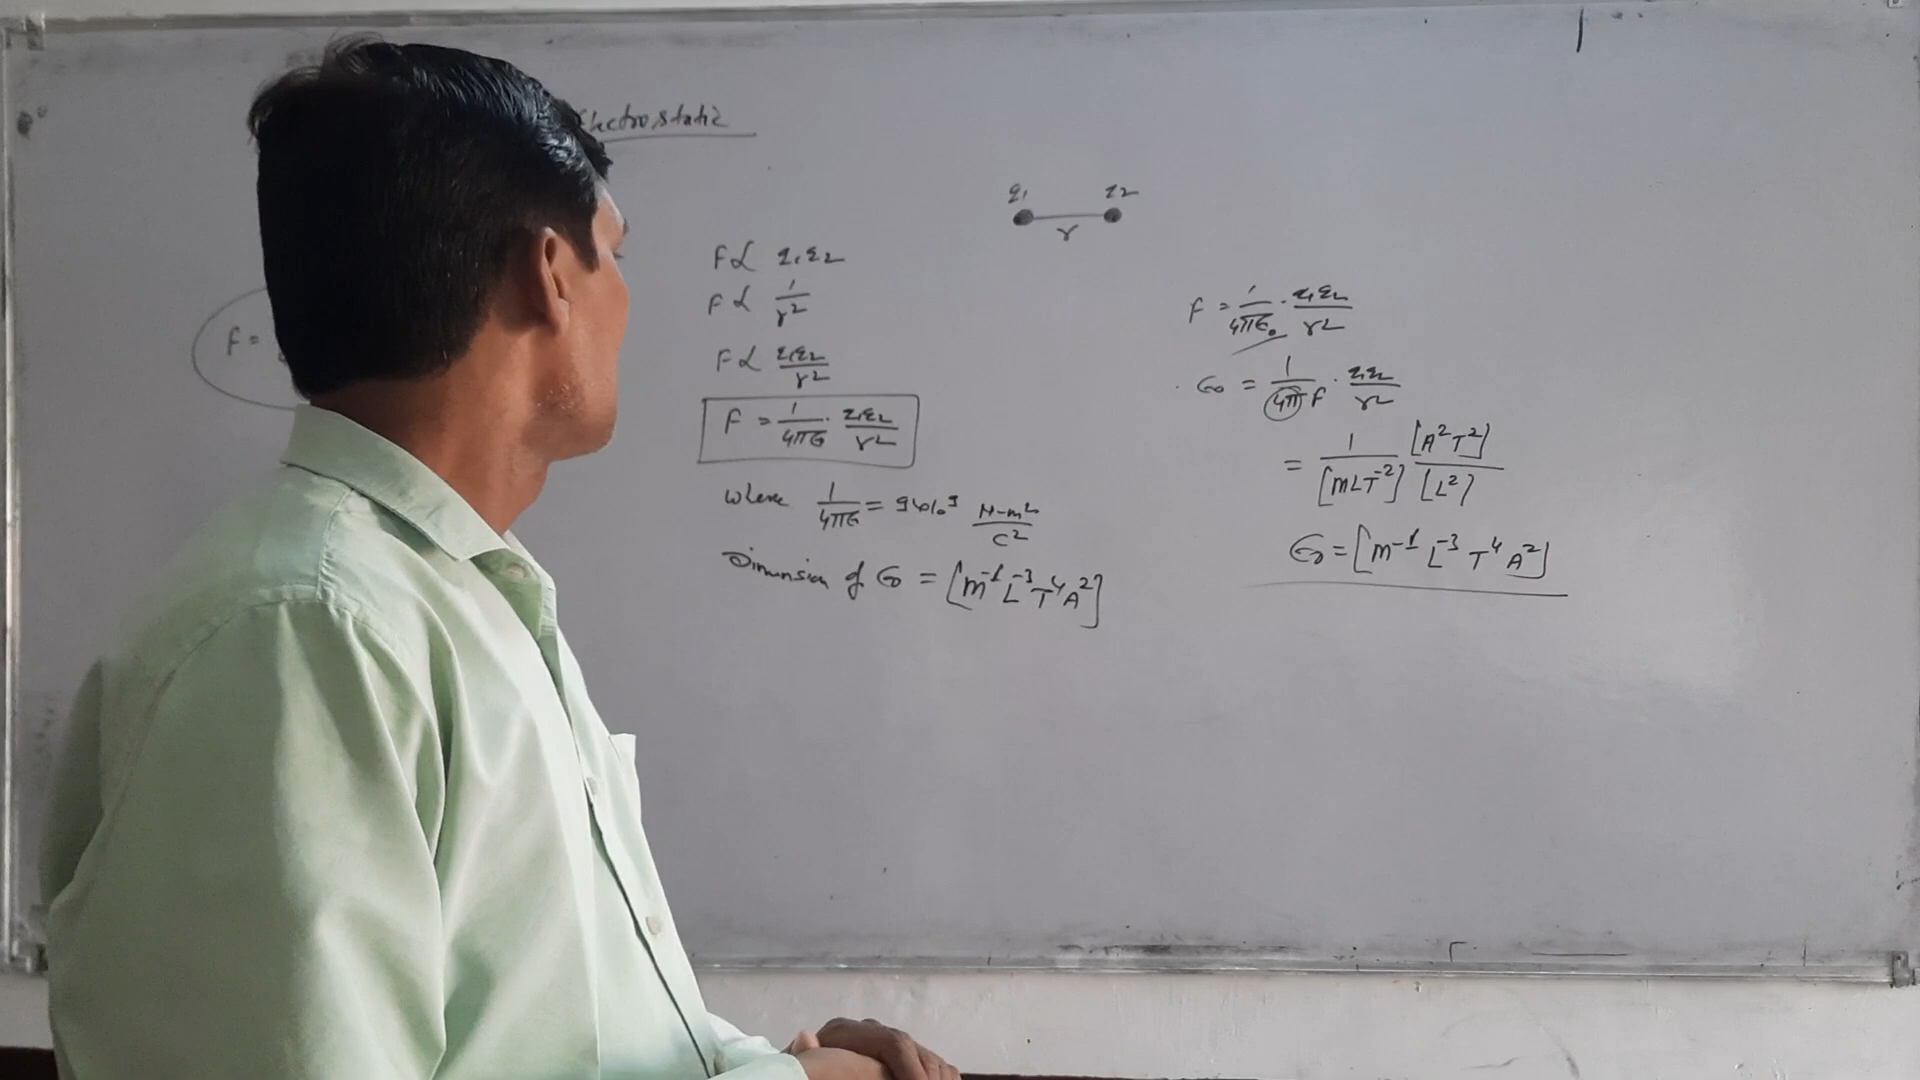 Electrostatic
q₁ q₂
r
F ∝ q₁q₂
F ∝ 1/r²
F ∝ q₁q₂/r²
F = 1/4πε₀ · q₁q₂/r²
where 1/4πε₀ = 9×10⁹ N-m²/C²
Dimension of ε₀ = [M⁻¹L⁻³T⁴A²]
F =
F = 1/4πε₀ · q₁q₂/r²
ε₀ = 1/4πF · q₁q₂/r²
= 1/[MLT⁻²] [A²T²]/[L²]
ε₀ = [M⁻¹ L⁻³ T⁴ A²]